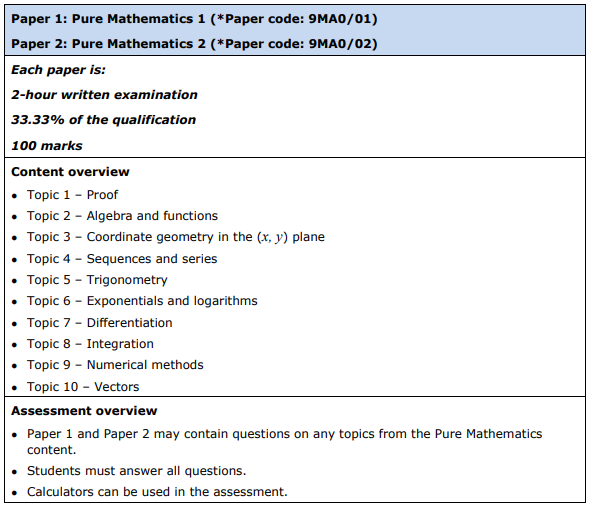 Paper 1: Pure Mathematics 1 (*Paper code: 9MA0/01)
Paper 2: Pure Mathematics 2 (*Paper code: 9MA0/02)
Each paper is:
2-hour written examination
33.33% of the qualification
100 marks
Content overview
● Topic 1 – Proof
● Topic 2 – Algebra and functions
● Topic 3 – Coordinate geometry in the (x, y) plane
● Topic 4 – Sequences and series
● Topic 5 – Trigonometry
● Topic 6 – Exponentials and logarithms
● Topic 7 – Differentiation
● Topic 8 – Integration
● Topic 9 – Numerical methods
● Topic 10 – Vectors
Assessment overview
● Paper 1 and Paper 2 may contain questions on any topics from the Pure Mathematics
content.
● Students must answer all questions.
● Calculators can be used in the assessment.